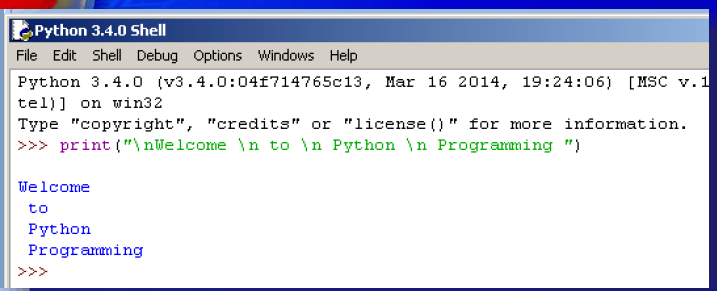 Python 3.4.0 Shell
File Edit Shell Debug Options Windows Help
Python 3.4.0 (v3.4.0:04f714765c13, Mar 16 2014, 19:24:06) [MSC v.1
tel)] on win32
Type "copyright", "credits" or "license()" for more information.
>>> print("\nWelcome \n to \n Python \n Programming ")

Welcome
 to
 Python
 Programming
>>>